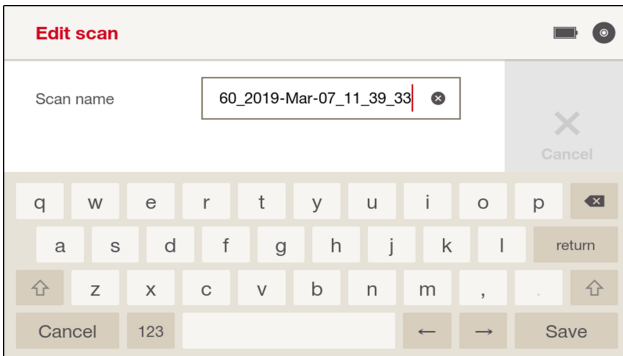 Edit scan
Scan name 60_2019-Mar-07_11_39_33
Cancel
q w e r t y u i o p
a s d f g h j k l return
z x c v b n m , .
Cancel 123 ← → Save